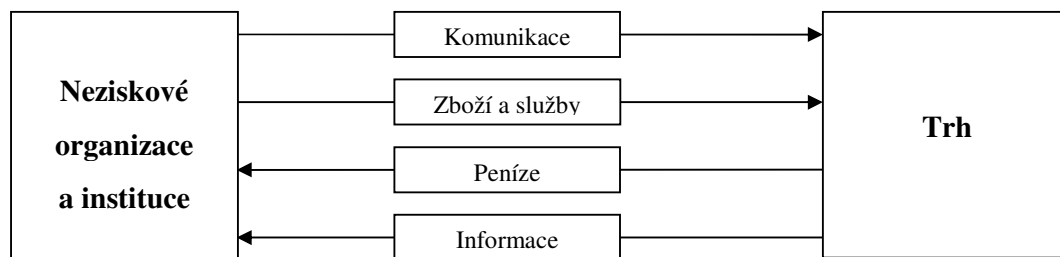 Neziskové
organizace
a instituce
Komunikace
Zboží a služby
Peníze
Informace
Trh